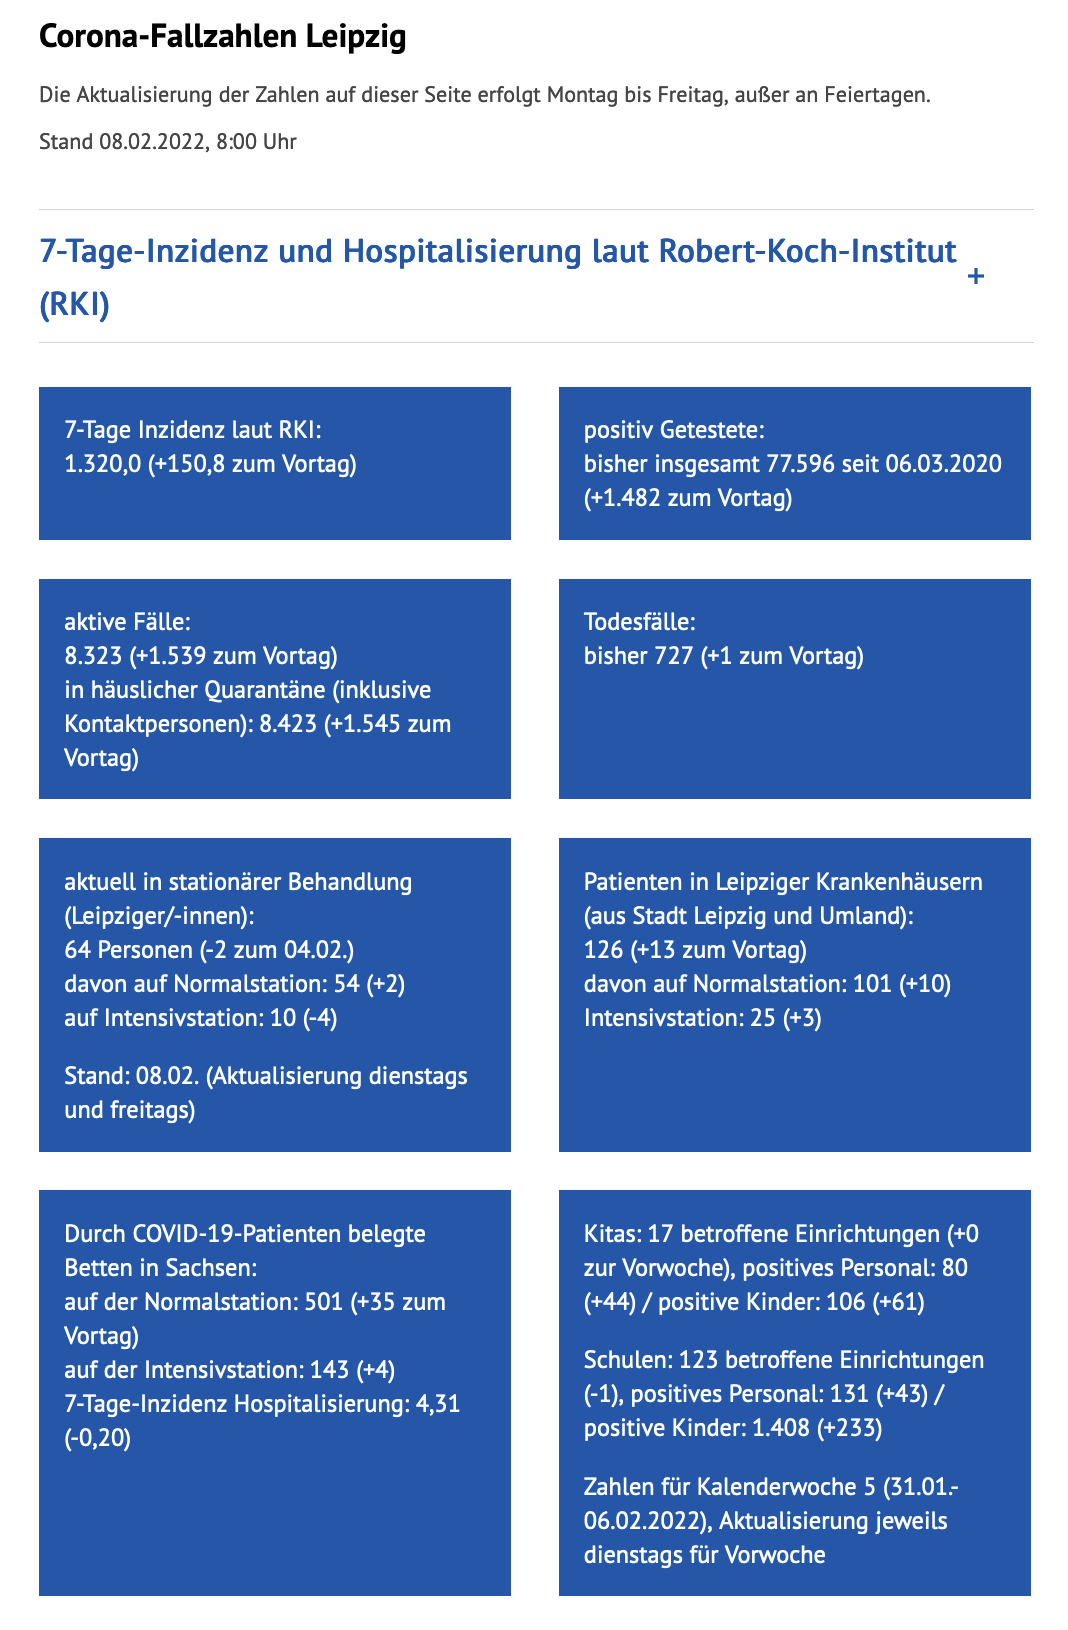 Corona-Fallzahlen Leipzig
Die Aktualisierung der Zahlen auf dieser Seite erfolgt Montag bis Freitag, außer an Feiertagen.
Stand 08.02.2022, 8:00 Uhr
7-Tage-Inzidenz und Hospitalisierung laut Robert-Koch-Institut
(RKI)
+
7-Tage Inzidenz laut RKI:
1.320,0 (+150,8 zum Vortag)
positiv Getestete:
bisher insgesamt 77.596 seit 06.03.2020
(+1.482 zum Vortag)
aktive Fälle:
8.323 (+1.539 zum Vortag)
in häuslicher Quarantäne (inklusive
Kontaktpersonen): 8.423 (+1.545 zum
Vortag)
Todesfälle:
bisher 727 (+1 zum Vortag)
aktuell in stationärer Behandlung
(Leipziger/-innen):
64 Personen (-2 zum 04.02.)
davon auf Normalstation: 54 (+2)
auf Intensivstation: 10 (-4)
Stand: 08.02. (Aktualisierung dienstags
und freitags)
Patienten in Leipziger Krankenhäusern
(aus Stadt Leipzig und Umland):
126 (+13 zum Vortag)
davon auf Normalstation: 101 (+10)
Intensivstation: 25 (+3)
Durch COVID-19-Patienten belegte
Betten in Sachsen:
auf der Normalstation: 501 (+35 zum
Vortag)
auf der Intensivstation: 143 (+4)
7-Tage-Inzidenz Hospitalisierung: 4,31
(-0,20)
Kitas: 17 betroffene Einrichtungen (+0
zur Vorwoche), positives Personal: 80
(+44) / positive Kinder: 106 (+61)
Schulen: 123 betroffene Einrichtungen
(-1), positives Personal: 131 (+43) /
positive Kinder: 1.408 (+233)
Zahlen für Kalenderwoche 5 (31.01.-
06.02.2022), Aktualisierung jeweils
dienstags für Vorwoche